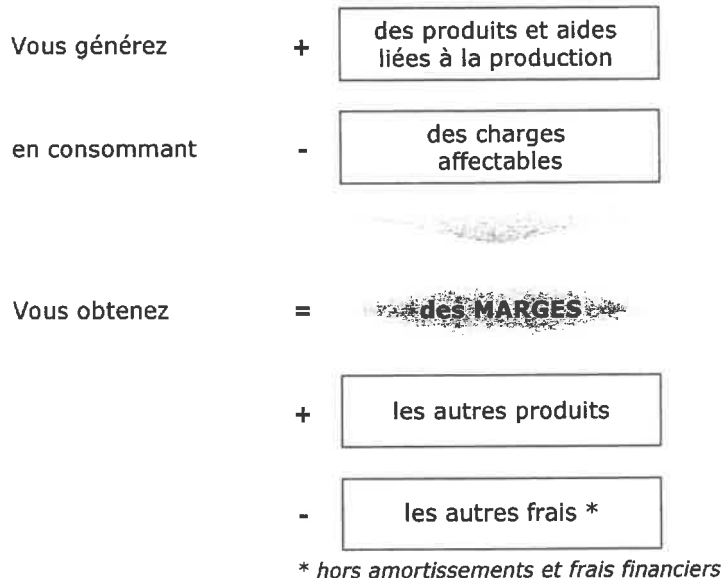 Vous générez + des produits et aides
liées à la production
en consommant - des charges
affectables
Vous obtenez = des MARGES
+ les autres produits
- les autres frais *
* hors amortissements et frais financiers